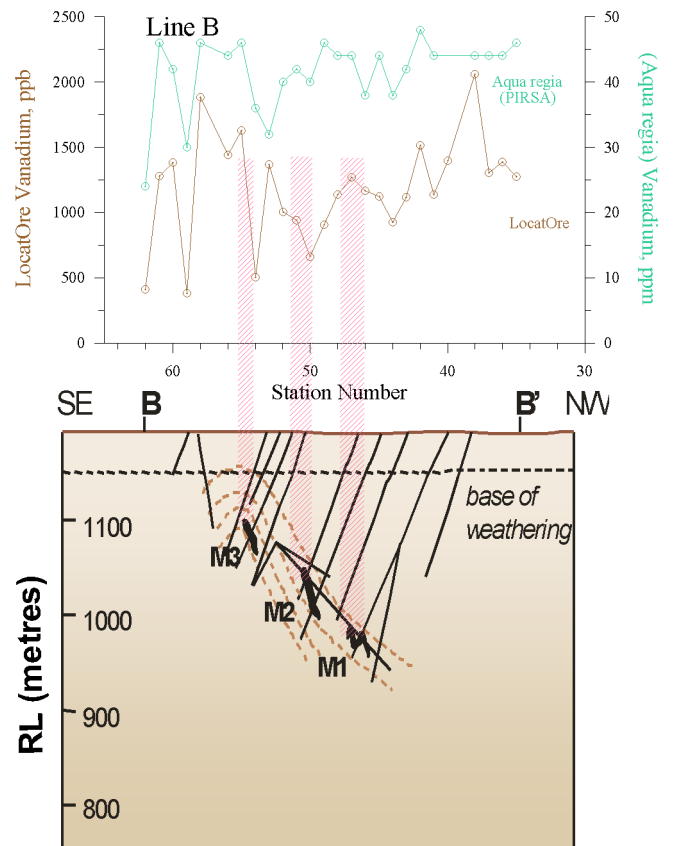 Line B
2500
2000
1500
1000
500
0
LocatOre Vanadium, ppb
50
40
30
20
10
0
(Aqua regia) Vanadium, ppm
Aqua regia
(PIRSA)
LocatOre
60
50
40
30
Station Number
SE
B
B'
NW
base of
weathering
1100
1000
900
800
RL (metres)
M3
M2
M1